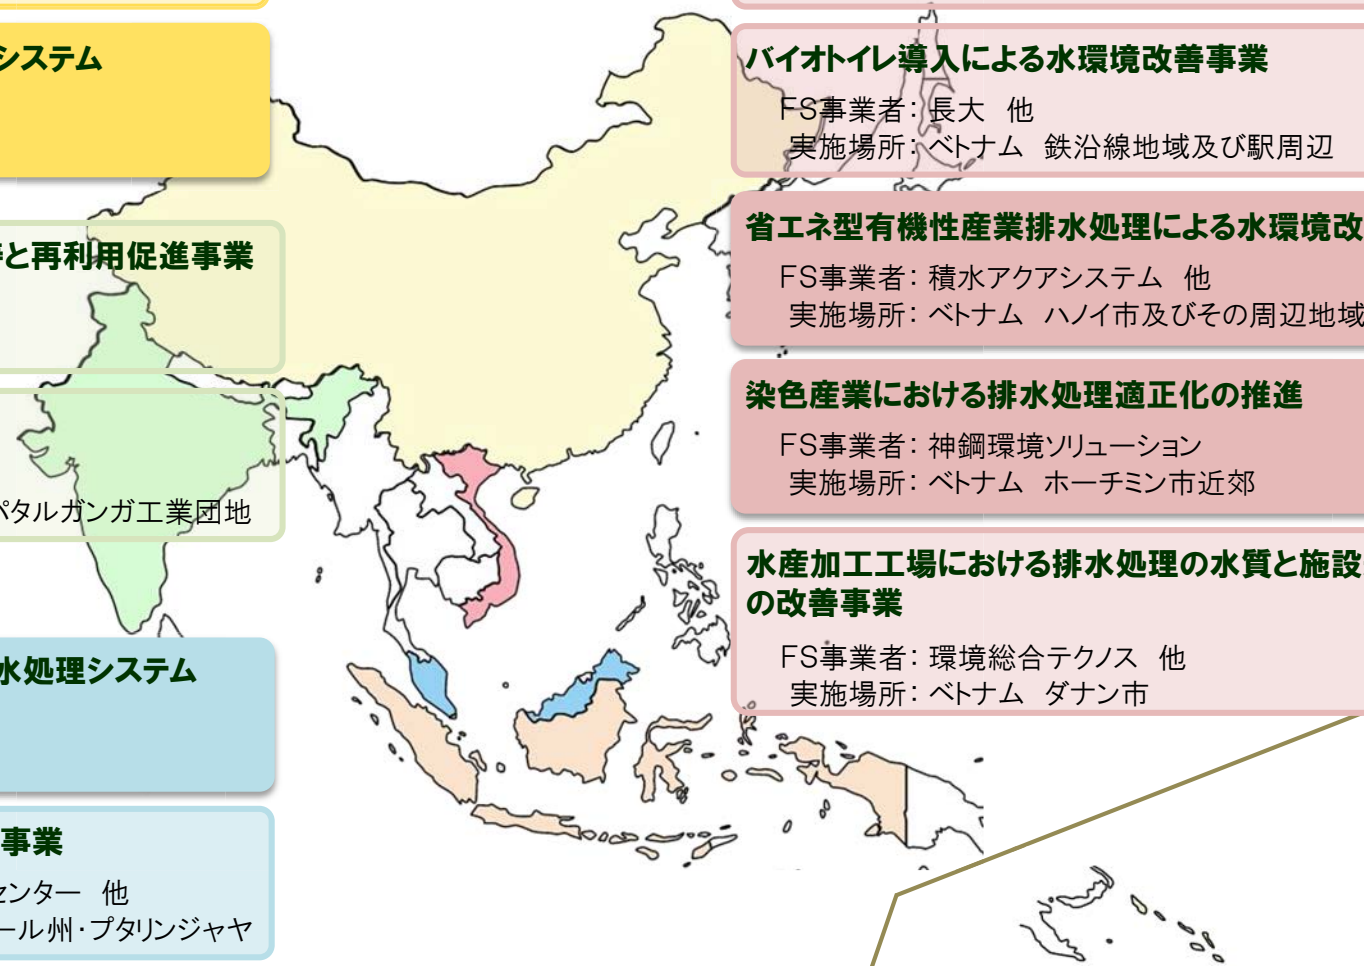 システム
と再利用促進事業
パタルガンガ工業団地
水処理システム
事業
センター 他
ール州・プタリンジャヤ
バイオトイレ導入による水環境改善事業
FS事業者: 長大 他
実施場所: ベトナム 鉄沿線地域及び駅周辺
省エネ型有機性産業排水処理による水環境改
FS事業者: 積水アクアシステム 他
実施場所: ベトナム ハノイ市及びその周辺地域
染色産業における排水処理適正化の推進
FS事業者: 神鋼環境ソリューション
実施場所: ベトナム ホーチミン市近郊
水産加工工場における排水処理の水質と施設
の改善事業
FS事業者: 環境総合テクノス 他
実施場所: ベトナム ダナン市